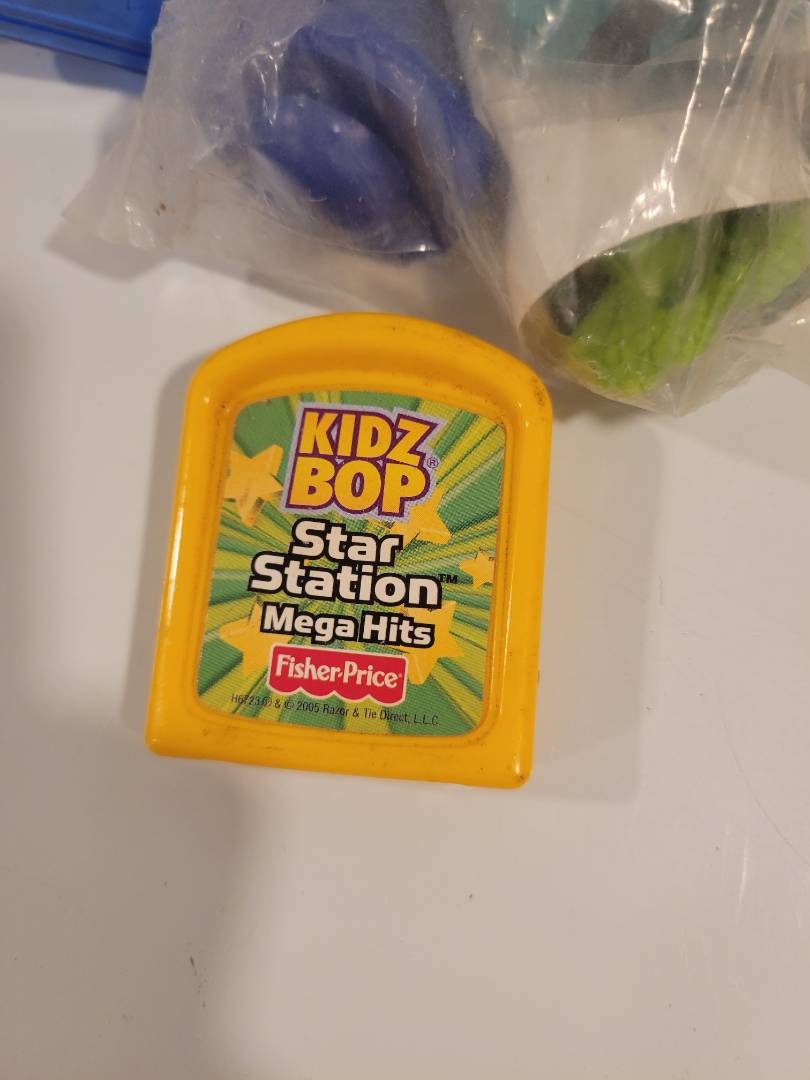 KIDZ
BOP®
Star
Station™
Mega Hits
Fisher-Price®
& © 2005 Razor & Tie Direct, L.L.C.